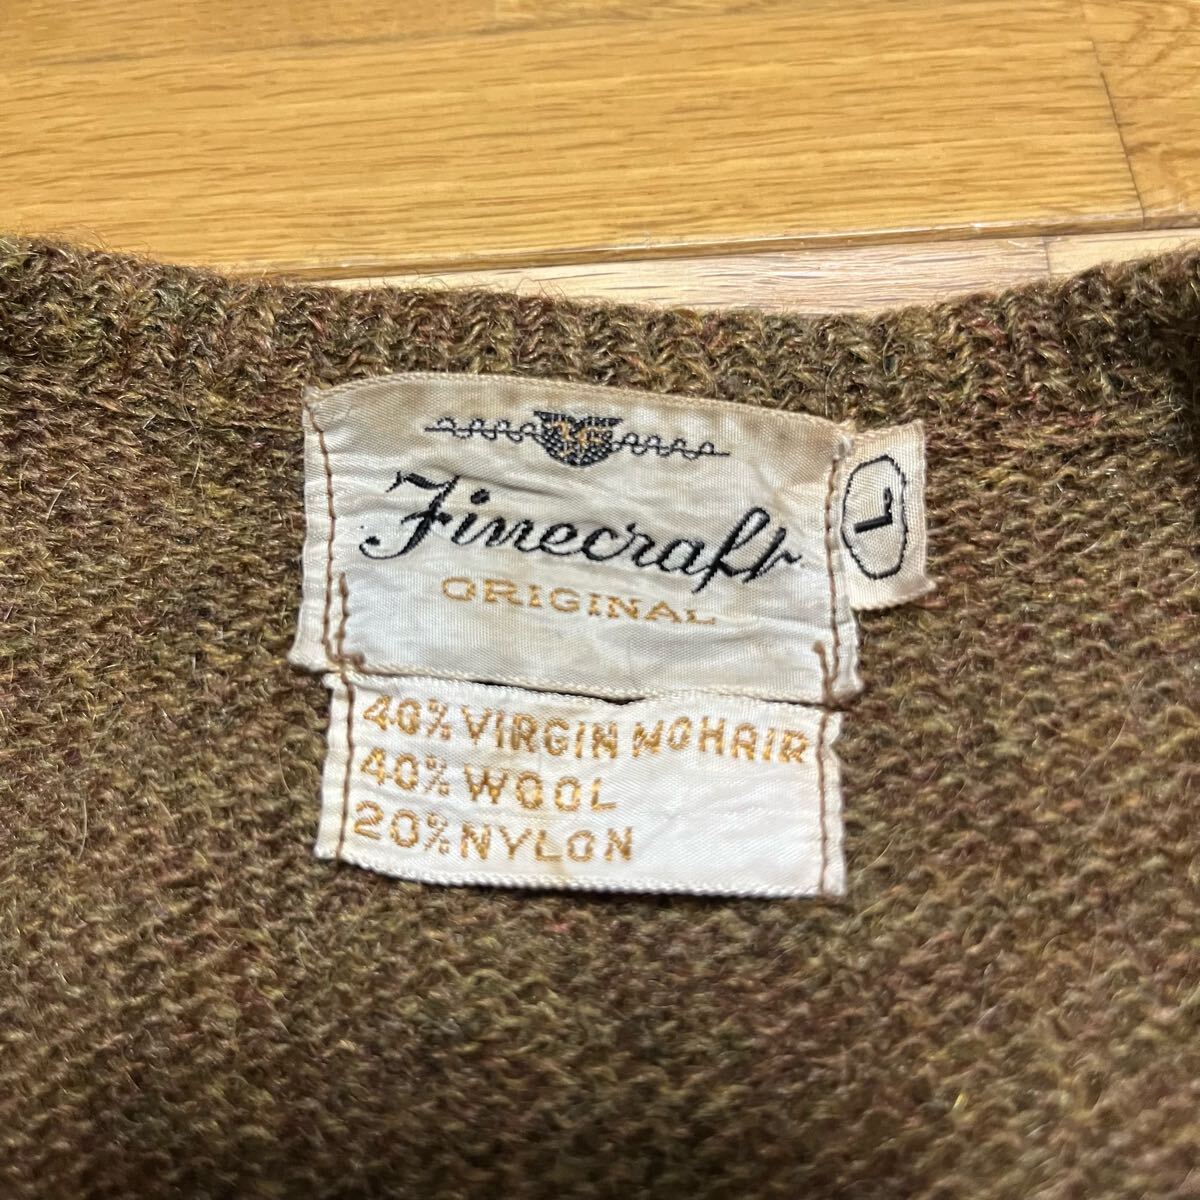 Finecraft
ORIGINAL
L
40% VIRGIN MOHAIR
40% WOOL
20% NYLON